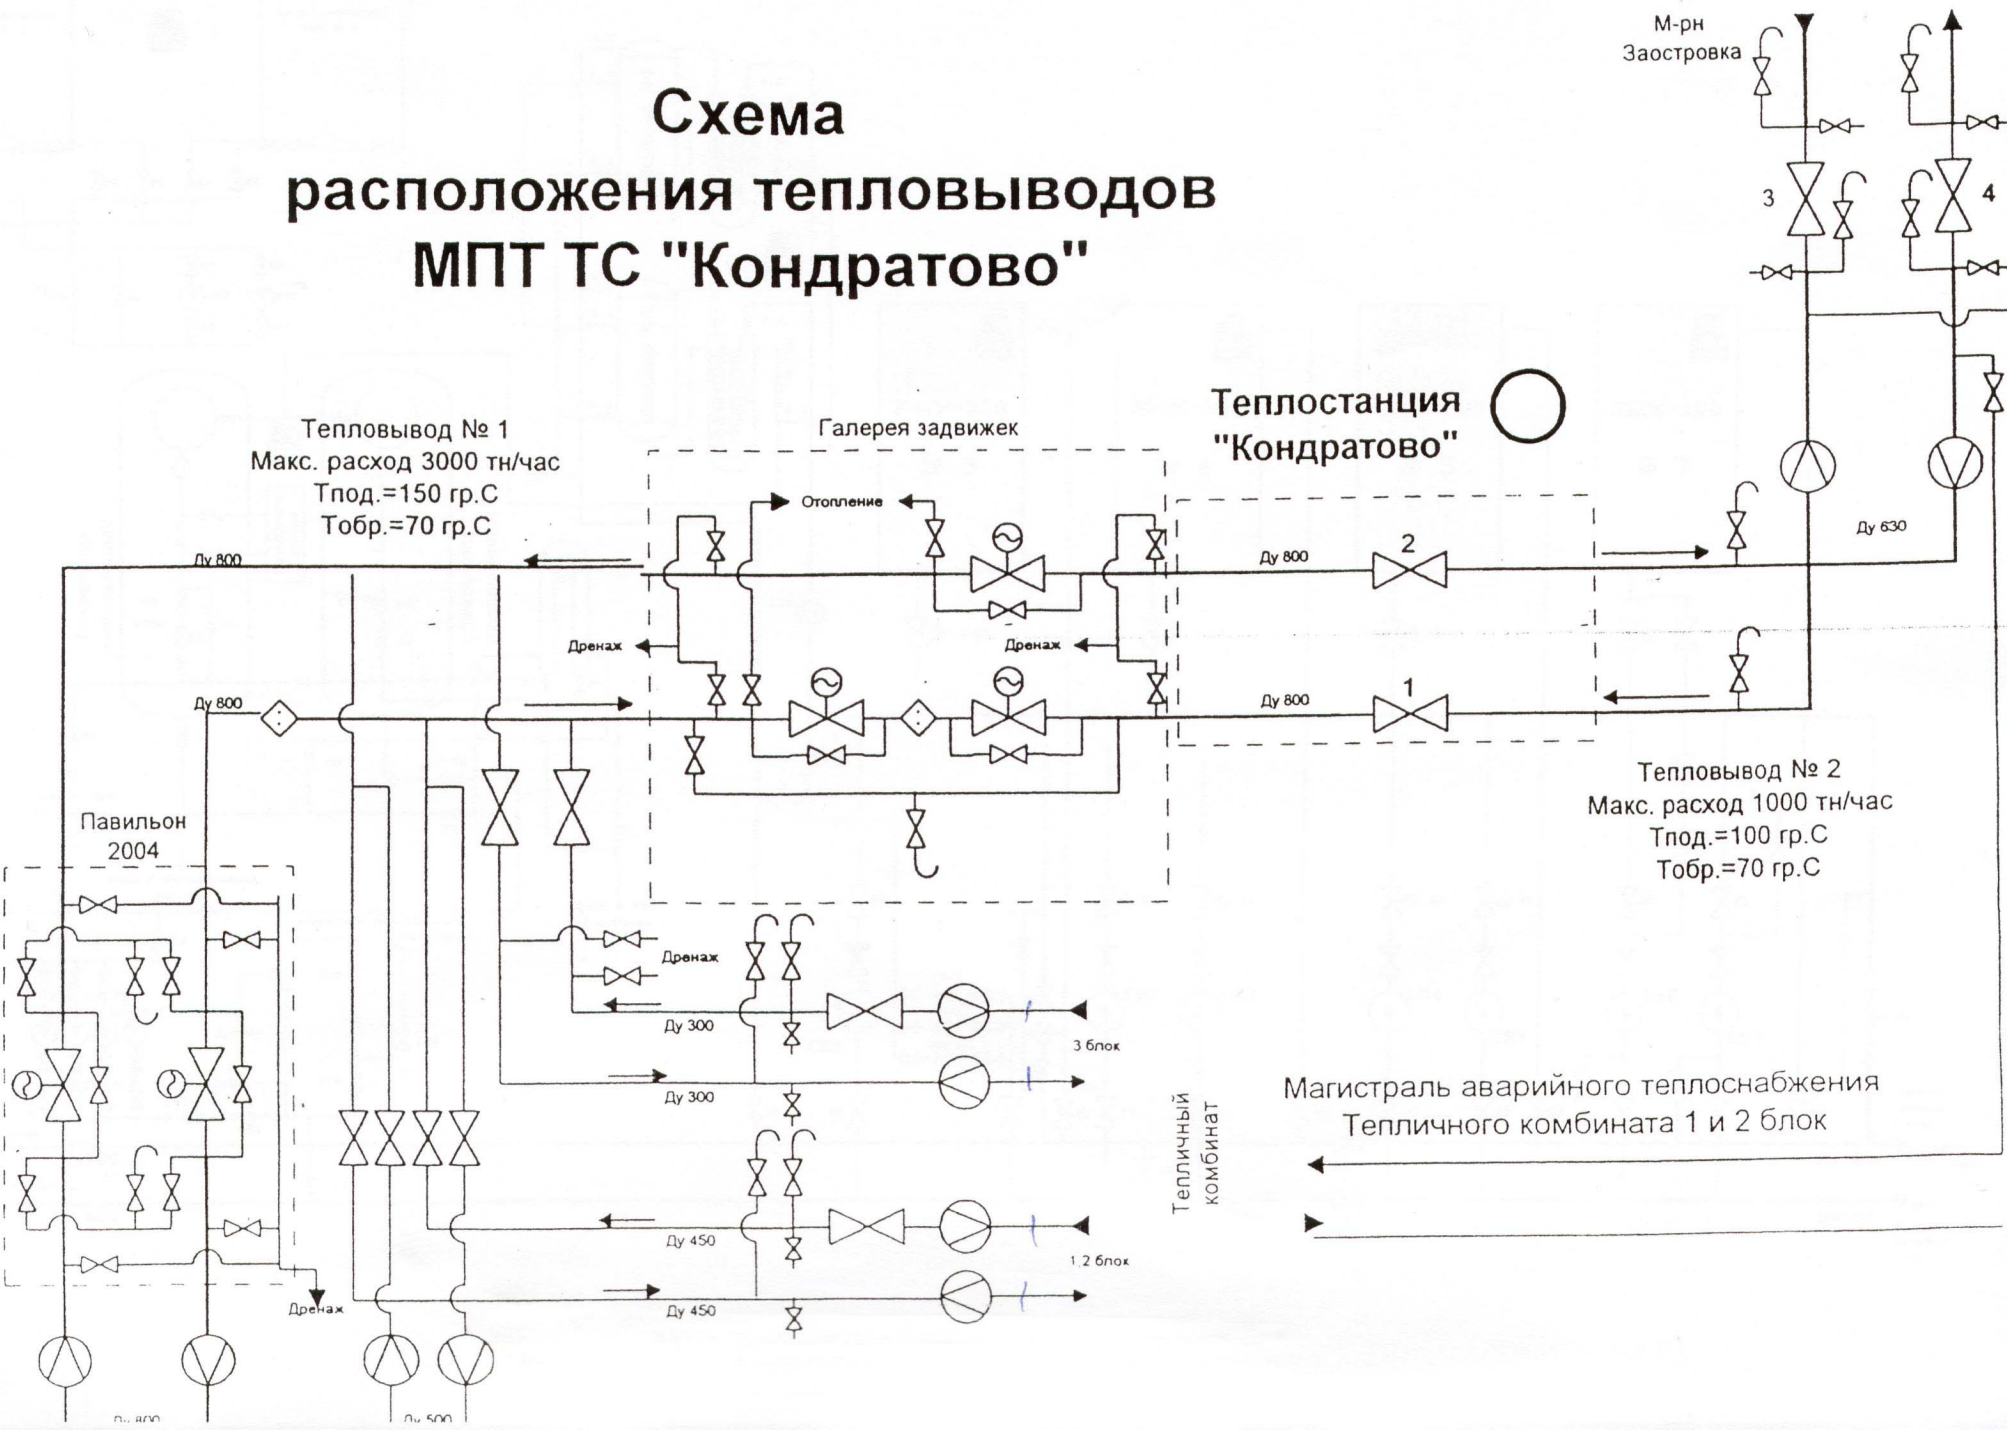 Схема
расположения тепловыводов
МПТ ТС "Кондратово"
М-рн
Заостровка
3
4
Теплостанция
"Кондратово"
Тепловывод № 1
Макс. расход 3000 тн/час
Тпод.=150 гр.С
Тобр.=70 гр.С
Галерея задвижек
Отопление
Ду 800
Ду 800
2
Ду 630
Дренаж
Дренаж
Ду 800
Ду 800
1
Тепловывод № 2
Макс. расход 1000 тн/час
Тпод.=100 гр.С
Тобр.=70 гр.С
Павильон
2004
Дренаж
Ду 300
3 блок
Ду 300
Тепличный
комбинат
Магистраль аварийного теплоснабжения
Тепличного комбината 1 и 2 блок
Ду 450
1,2 блок
Ду 450
Дренаж
Ду 800
Ду 500